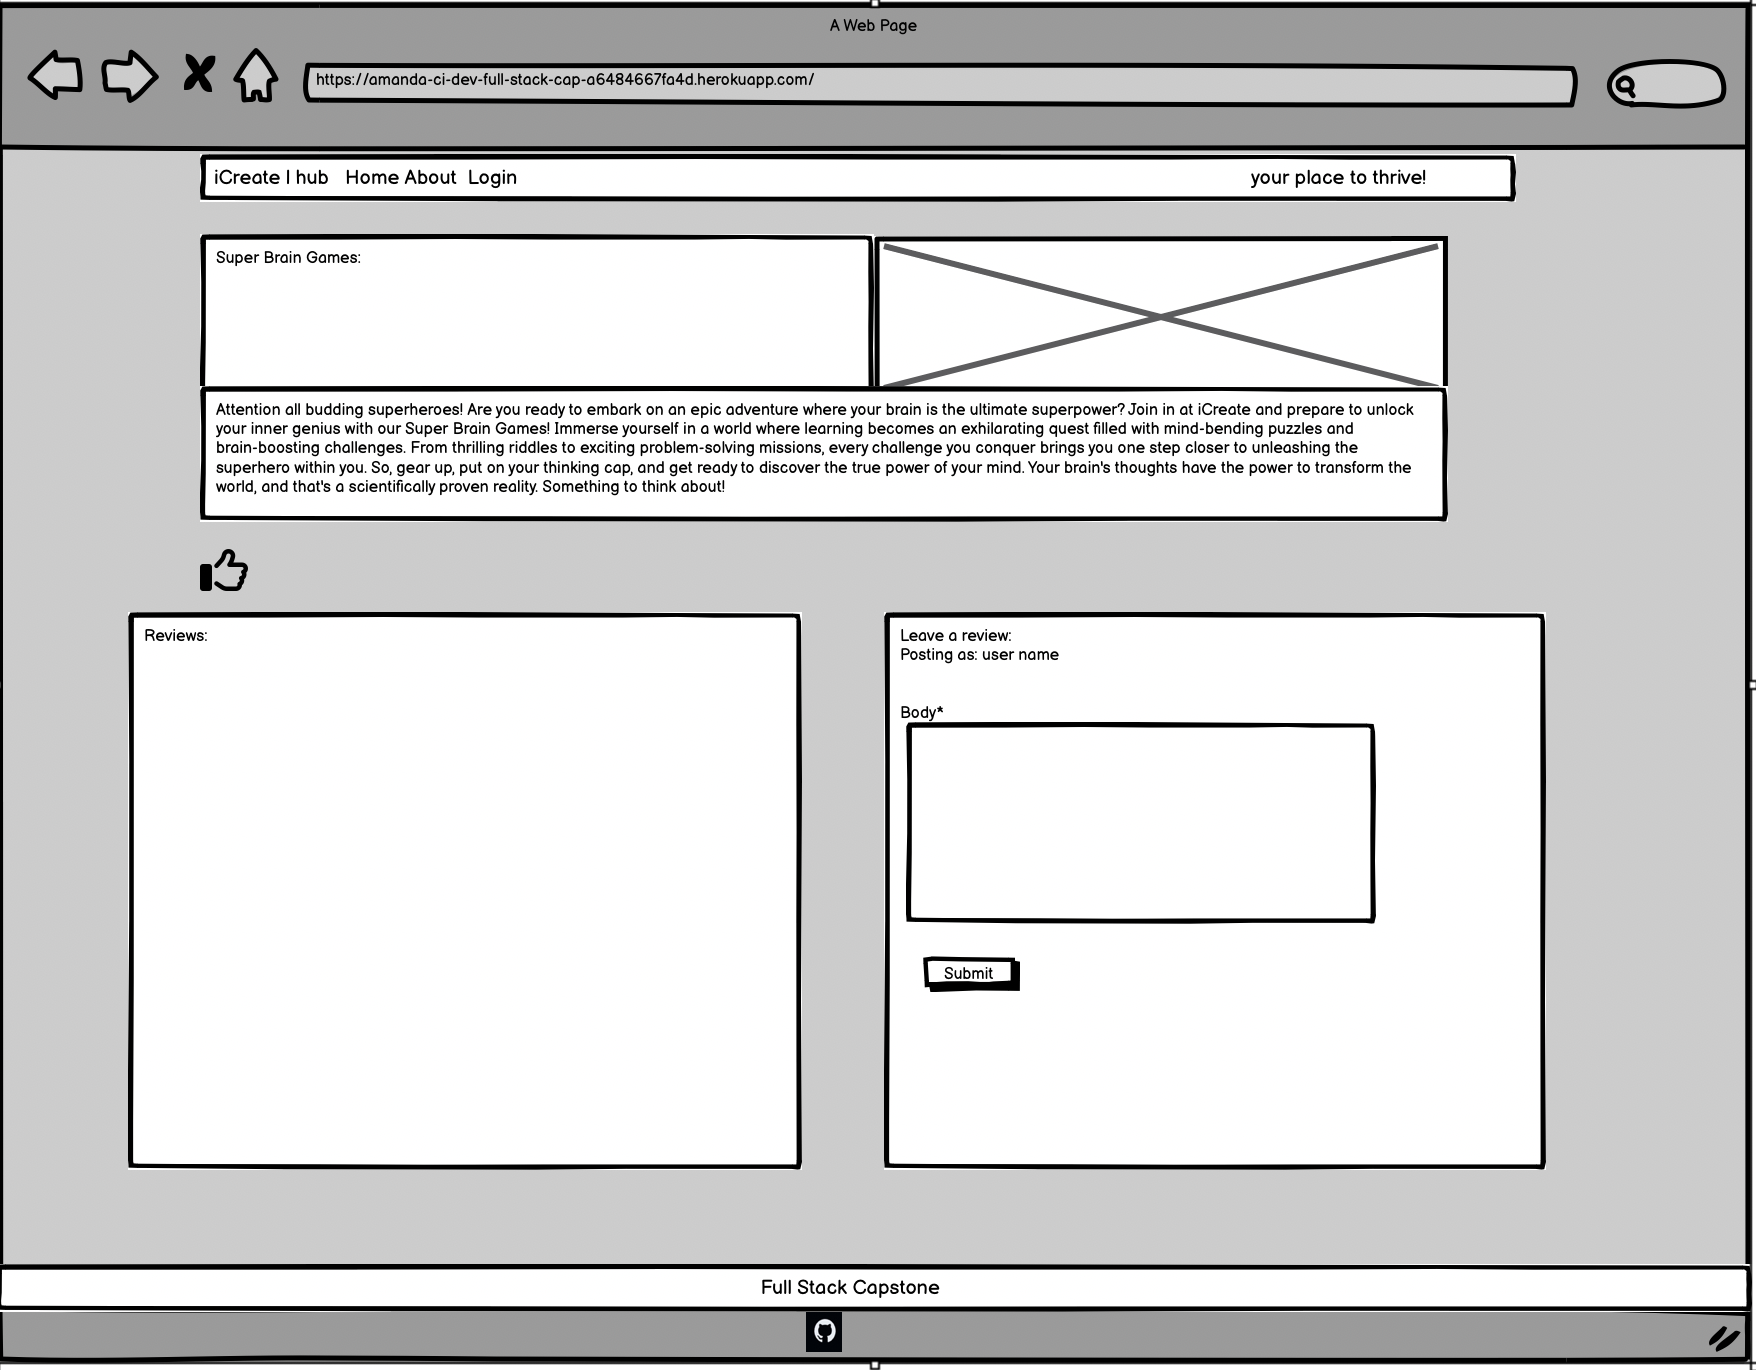 A Web Page
https://amanda-ci-dev-full-stack-cap-a6484667fa4d.herokuapp.com/
iCreate I hub Home About Login your place to thrive!
Super Brain Games:
Attention all budding superheroes! Are you ready to embark on an epic adventure where your brain is the ultimate superpower? Join in at iCreate and prepare to unlock
your inner genius with our Super Brain Games! Immerse yourself in a world where learning becomes an exhilarating quest filled with mind-bending puzzles and
brain-boosting challenges. From thrilling riddles to exciting problem-solving missions, every challenge you conquer brings you one step closer to unleashing the
superhero within you. So, gear up, put on your thinking cap, and get ready to discover the true power of your mind. Your brain's thoughts have the power to transform the
world, and that's a scientifically proven reality. Something to think about!
Reviews:
Leave a review:
Posting as: user name
Body*
Submit
Full Stack Capstone